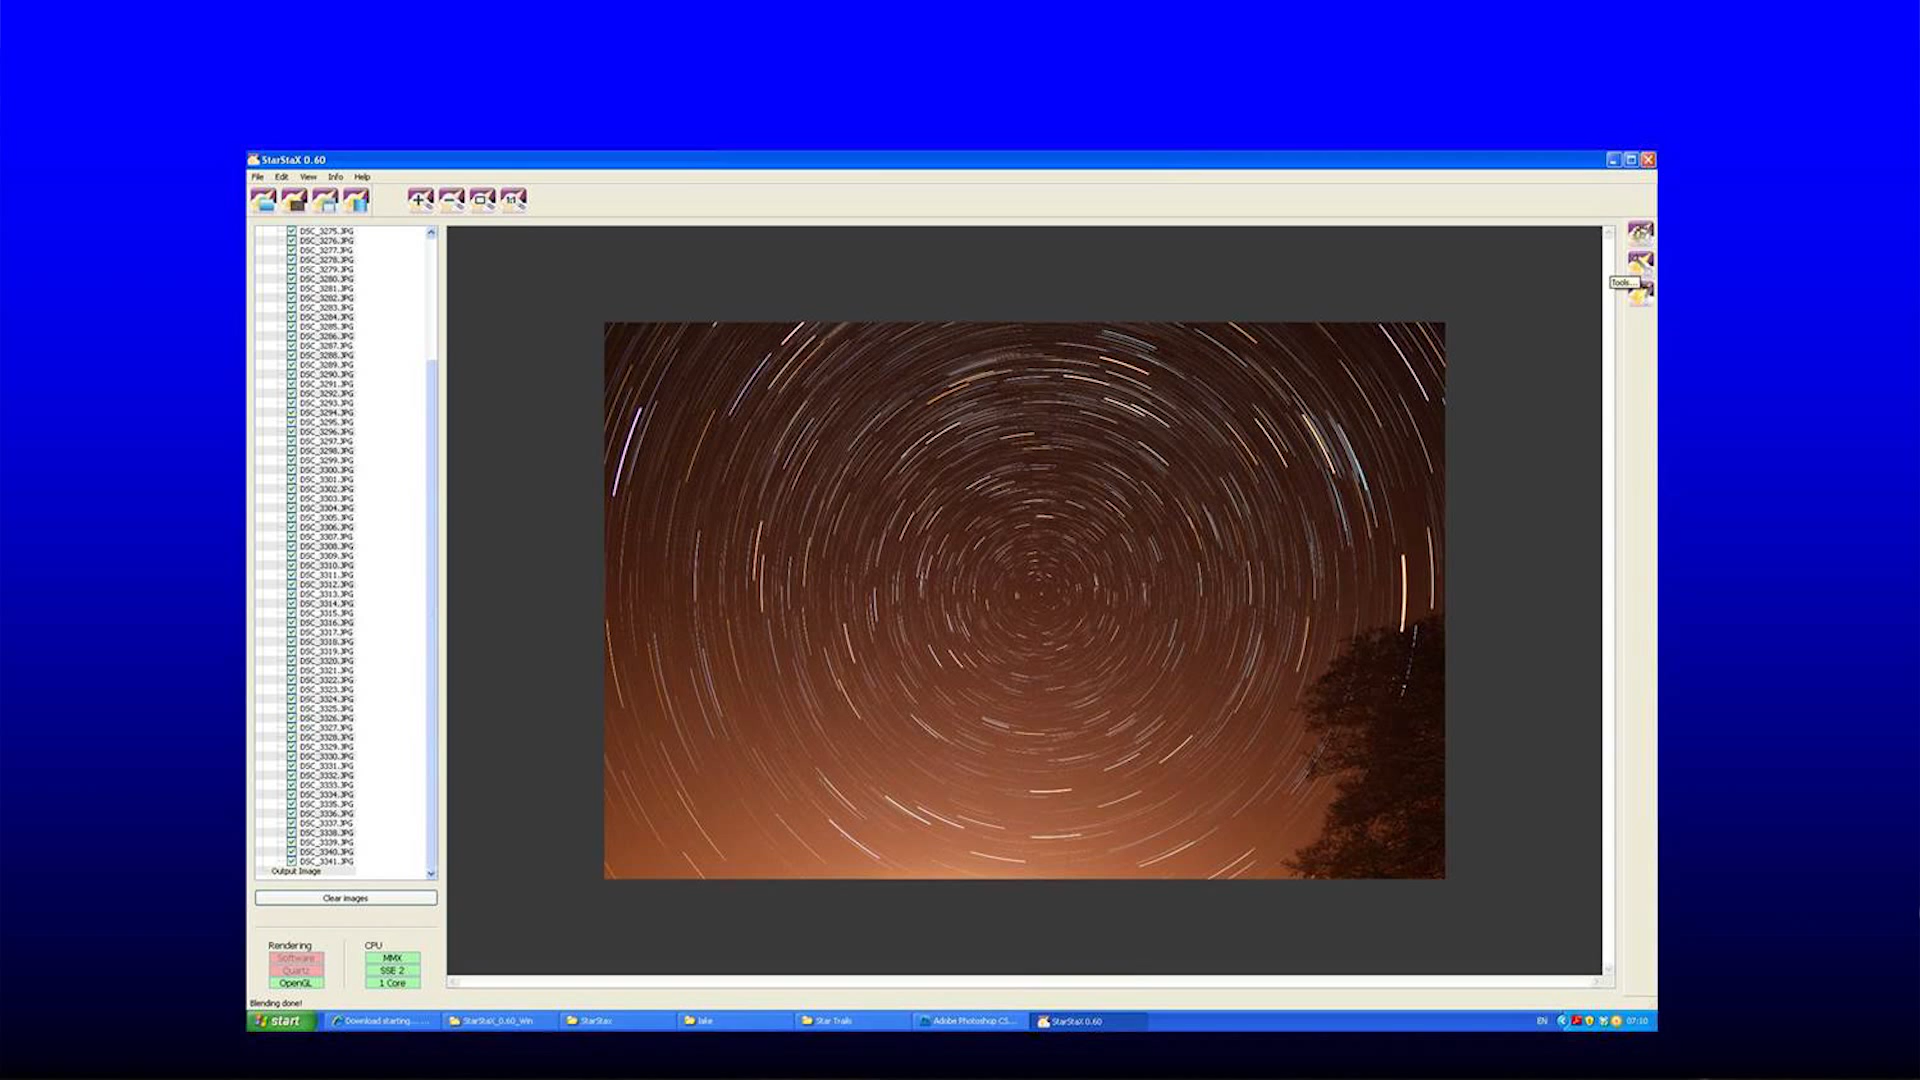 StarStaX 0.60
File Edit View Info Help
1:1
DSC_3275.JPG
DSC_3276.JPG
DSC_3277.JPG
DSC_3278.JPG
DSC_3279.JPG
DSC_3280.JPG
DSC_3281.JPG
DSC_3282.JPG
DSC_3283.JPG
DSC_3284.JPG
DSC_3285.JPG
DSC_3286.JPG
DSC_3287.JPG
DSC_3288.JPG
DSC_3289.JPG
DSC_3290.JPG
DSC_3291.JPG
DSC_3292.JPG
DSC_3293.JPG
DSC_3294.JPG
DSC_3295.JPG
DSC_3296.JPG
DSC_3297.JPG
DSC_3298.JPG
DSC_3299.JPG
DSC_3300.JPG
DSC_3301.JPG
DSC_3302.JPG
DSC_3303.JPG
DSC_3304.JPG
DSC_3305.JPG
DSC_3306.JPG
DSC_3307.JPG
DSC_3308.JPG
DSC_3309.JPG
DSC_3310.JPG
DSC_3311.JPG
DSC_3312.JPG
DSC_3313.JPG
DSC_3314.JPG
DSC_3315.JPG
DSC_3316.JPG
DSC_3317.JPG
DSC_3318.JPG
DSC_3319.JPG
DSC_3320.JPG
DSC_3321.JPG
DSC_3322.JPG
DSC_3323.JPG
DSC_3324.JPG
DSC_3325.JPG
DSC_3326.JPG
DSC_3327.JPG
DSC_3328.JPG
DSC_3329.JPG
DSC_3330.JPG
DSC_3331.JPG
DSC_3332.JPG
DSC_3333.JPG
DSC_3334.JPG
DSC_3335.JPG
DSC_3336.JPG
DSC_3337.JPG
DSC_3338.JPG
DSC_3339.JPG
DSC_3340.JPG
DSC_3341.JPG
Output Image
Tools...
Clear images
Rendering CPU
Software MMX
Quartz SSE 2
OpenGL 1 Core
Blending done!
start Download starting.... ... StarStaX_0.60_Win StarStax lake Star Trails Adobe Photoshop CS... StarStaX 0.60 EN 07:10